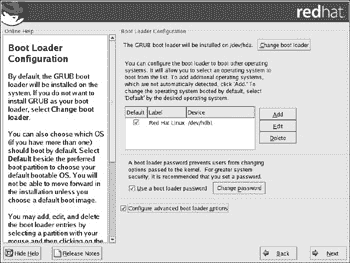 redhat
Online Help
Boot Loader
Configuration
By default, the GRUB boot
loader will be installed on
the system. If you do not want
to install GRUB as your boot
loader, select Change boot
loader.
You can also choose which OS
(if you have more than one)
should boot by default. Select
Default beside the preferred
boot partition to choose your
default bootable OS. You will
not be able to move forward in
the installation unless you
choose a default boot image.
You may add, edit, and delete
the boot loader entries by
selecting a partition with your
mouse and then clicking on the
Boot Loader Configuration
The GRUB boot loader will be installed on /dev/hda.
Change boot loader
You can configure the boot loader to boot other operating
systems. It will allow you to select an operating system to
boot from the list. To add additional operating systems,
which are not automatically detected, click 'Add.' To
change the operating system booted by default, select
'Default' by the desired operating system.
Default Label Device
Red Hat Linux
Add
Edit
Delete
A boot loader password prevents users from changing
options passed to the kernel. For greater system
security, it is recommended that you set a password.
Use a boot loader password
Change password
Configure advanced boot loader options
Hide Help
Release Notes
Back
Next